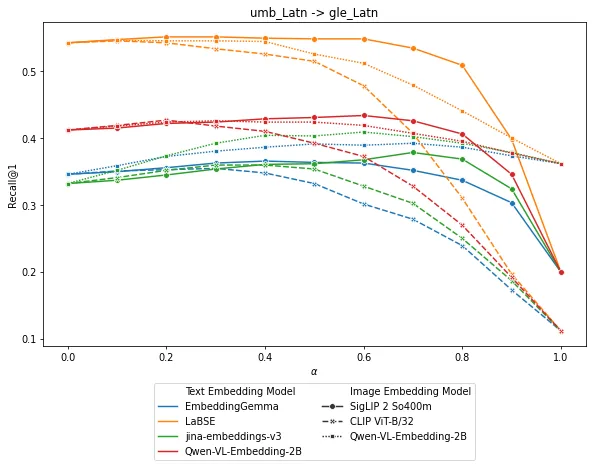 umb_Latn -> gle_Latn
Recall@1
0.5
0.4
0.3
0.2
0.1
0.0 0.2 0.4 0.6 0.8 1.0
α
Text Embedding Model Image Embedding Model
EmbeddingGemma SigLIP 2 So400m
LaBSE CLIP ViT-B/32
jina-embeddings-v3 Qwen-VL-Embedding-2B
Qwen-VL-Embedding-2B